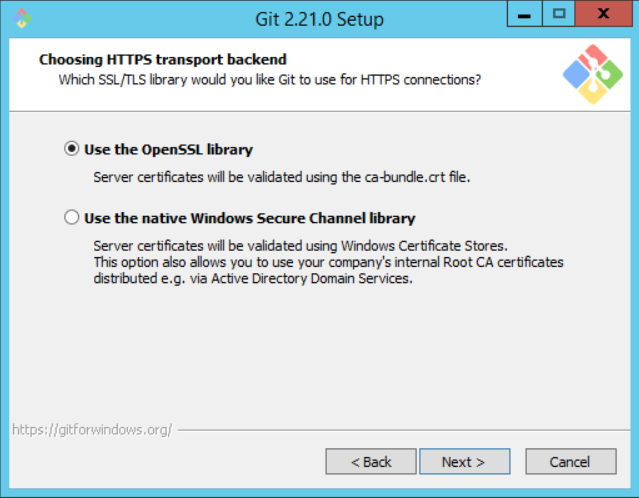 Git 2.21.0 Setup
Choosing HTTPS transport backend
Which SSL/TLS library would you like Git to use for HTTPS connections?
Use the OpenSSL library
Server certificates will be validated using the ca-bundle.crt file.
Use the native Windows Secure Channel library
Server certificates will be validated using Windows Certificate Stores.
This option also allows you to use your company's internal Root CA certificates
distributed e.g. via Active Directory Domain Services.
https://gitforwindows.org/
< Back Next > Cancel